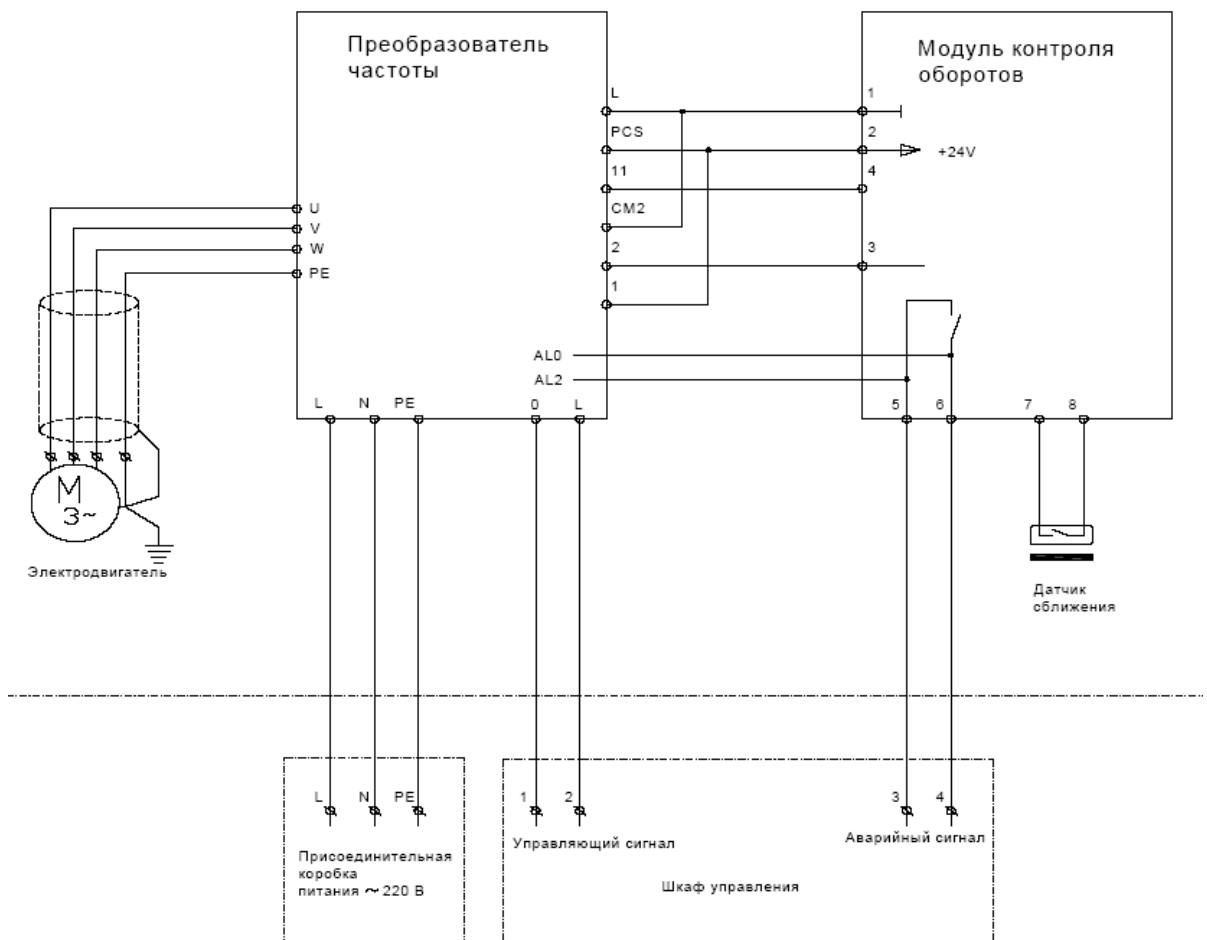 Преобразователь
частоты
Модуль контроля
оборотов
L
1
PCS
2
+24V
11
4
U
CM2
V
W
2
3
PE
1
AL0
AL2
L N PE 0 L
5 6 7 8
М
3~
Электродвигатель
Датчик
сближения
L N PE
1 2
3 4
Управляющий сигнал
Аварийный сигнал
Присоединительная
коробка
питания ~ 220 В
Шкаф управления